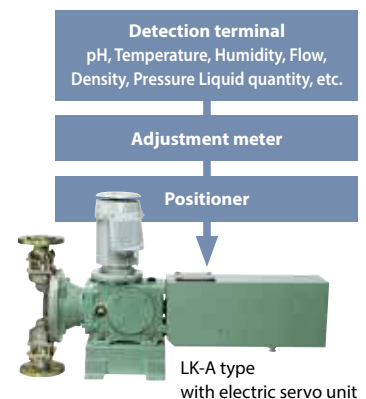 Detection terminal
pH, Temperature, Humidity, Flow,
Density, Pressure Liquid quantity, etc.
Adjustment meter
Positioner
LK-A type
with electric servo unit